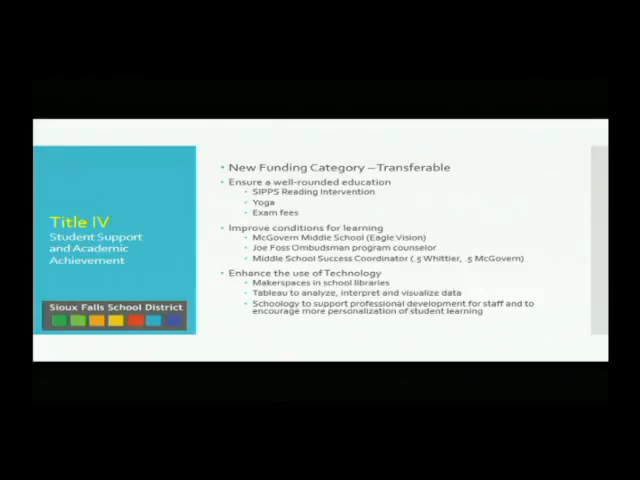 Title IV
Student Support
and Academic
Achievement
Sioux Falls School District
• New Funding Category – Transferable
• Ensure a well-rounded education
• SIPPS Reading Intervention
• Yoga
• Exam fees
• Improve conditions for learning
• McGovern Middle School (Eagle Vision)
• Joe Foss Ombudsman program counselor
• Middle School Success Coordinator (.5 Whittier, .5 McGovern)
• Enhance the use of Technology
• Makerspaces in school libraries
• Tableau to analyze, interpret and visualize data
• Schoology to support professional development for staff and to
encourage more personalization of student learning